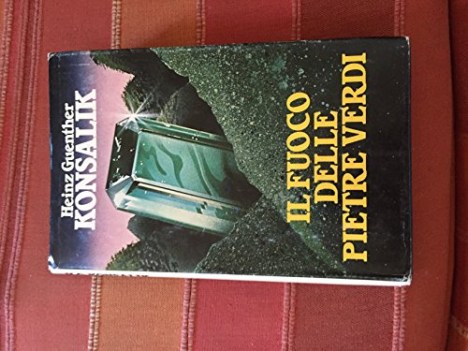 Heinz Guenther
KONSALIK
IL FUOCO
DELLE
PIETRE VERDI